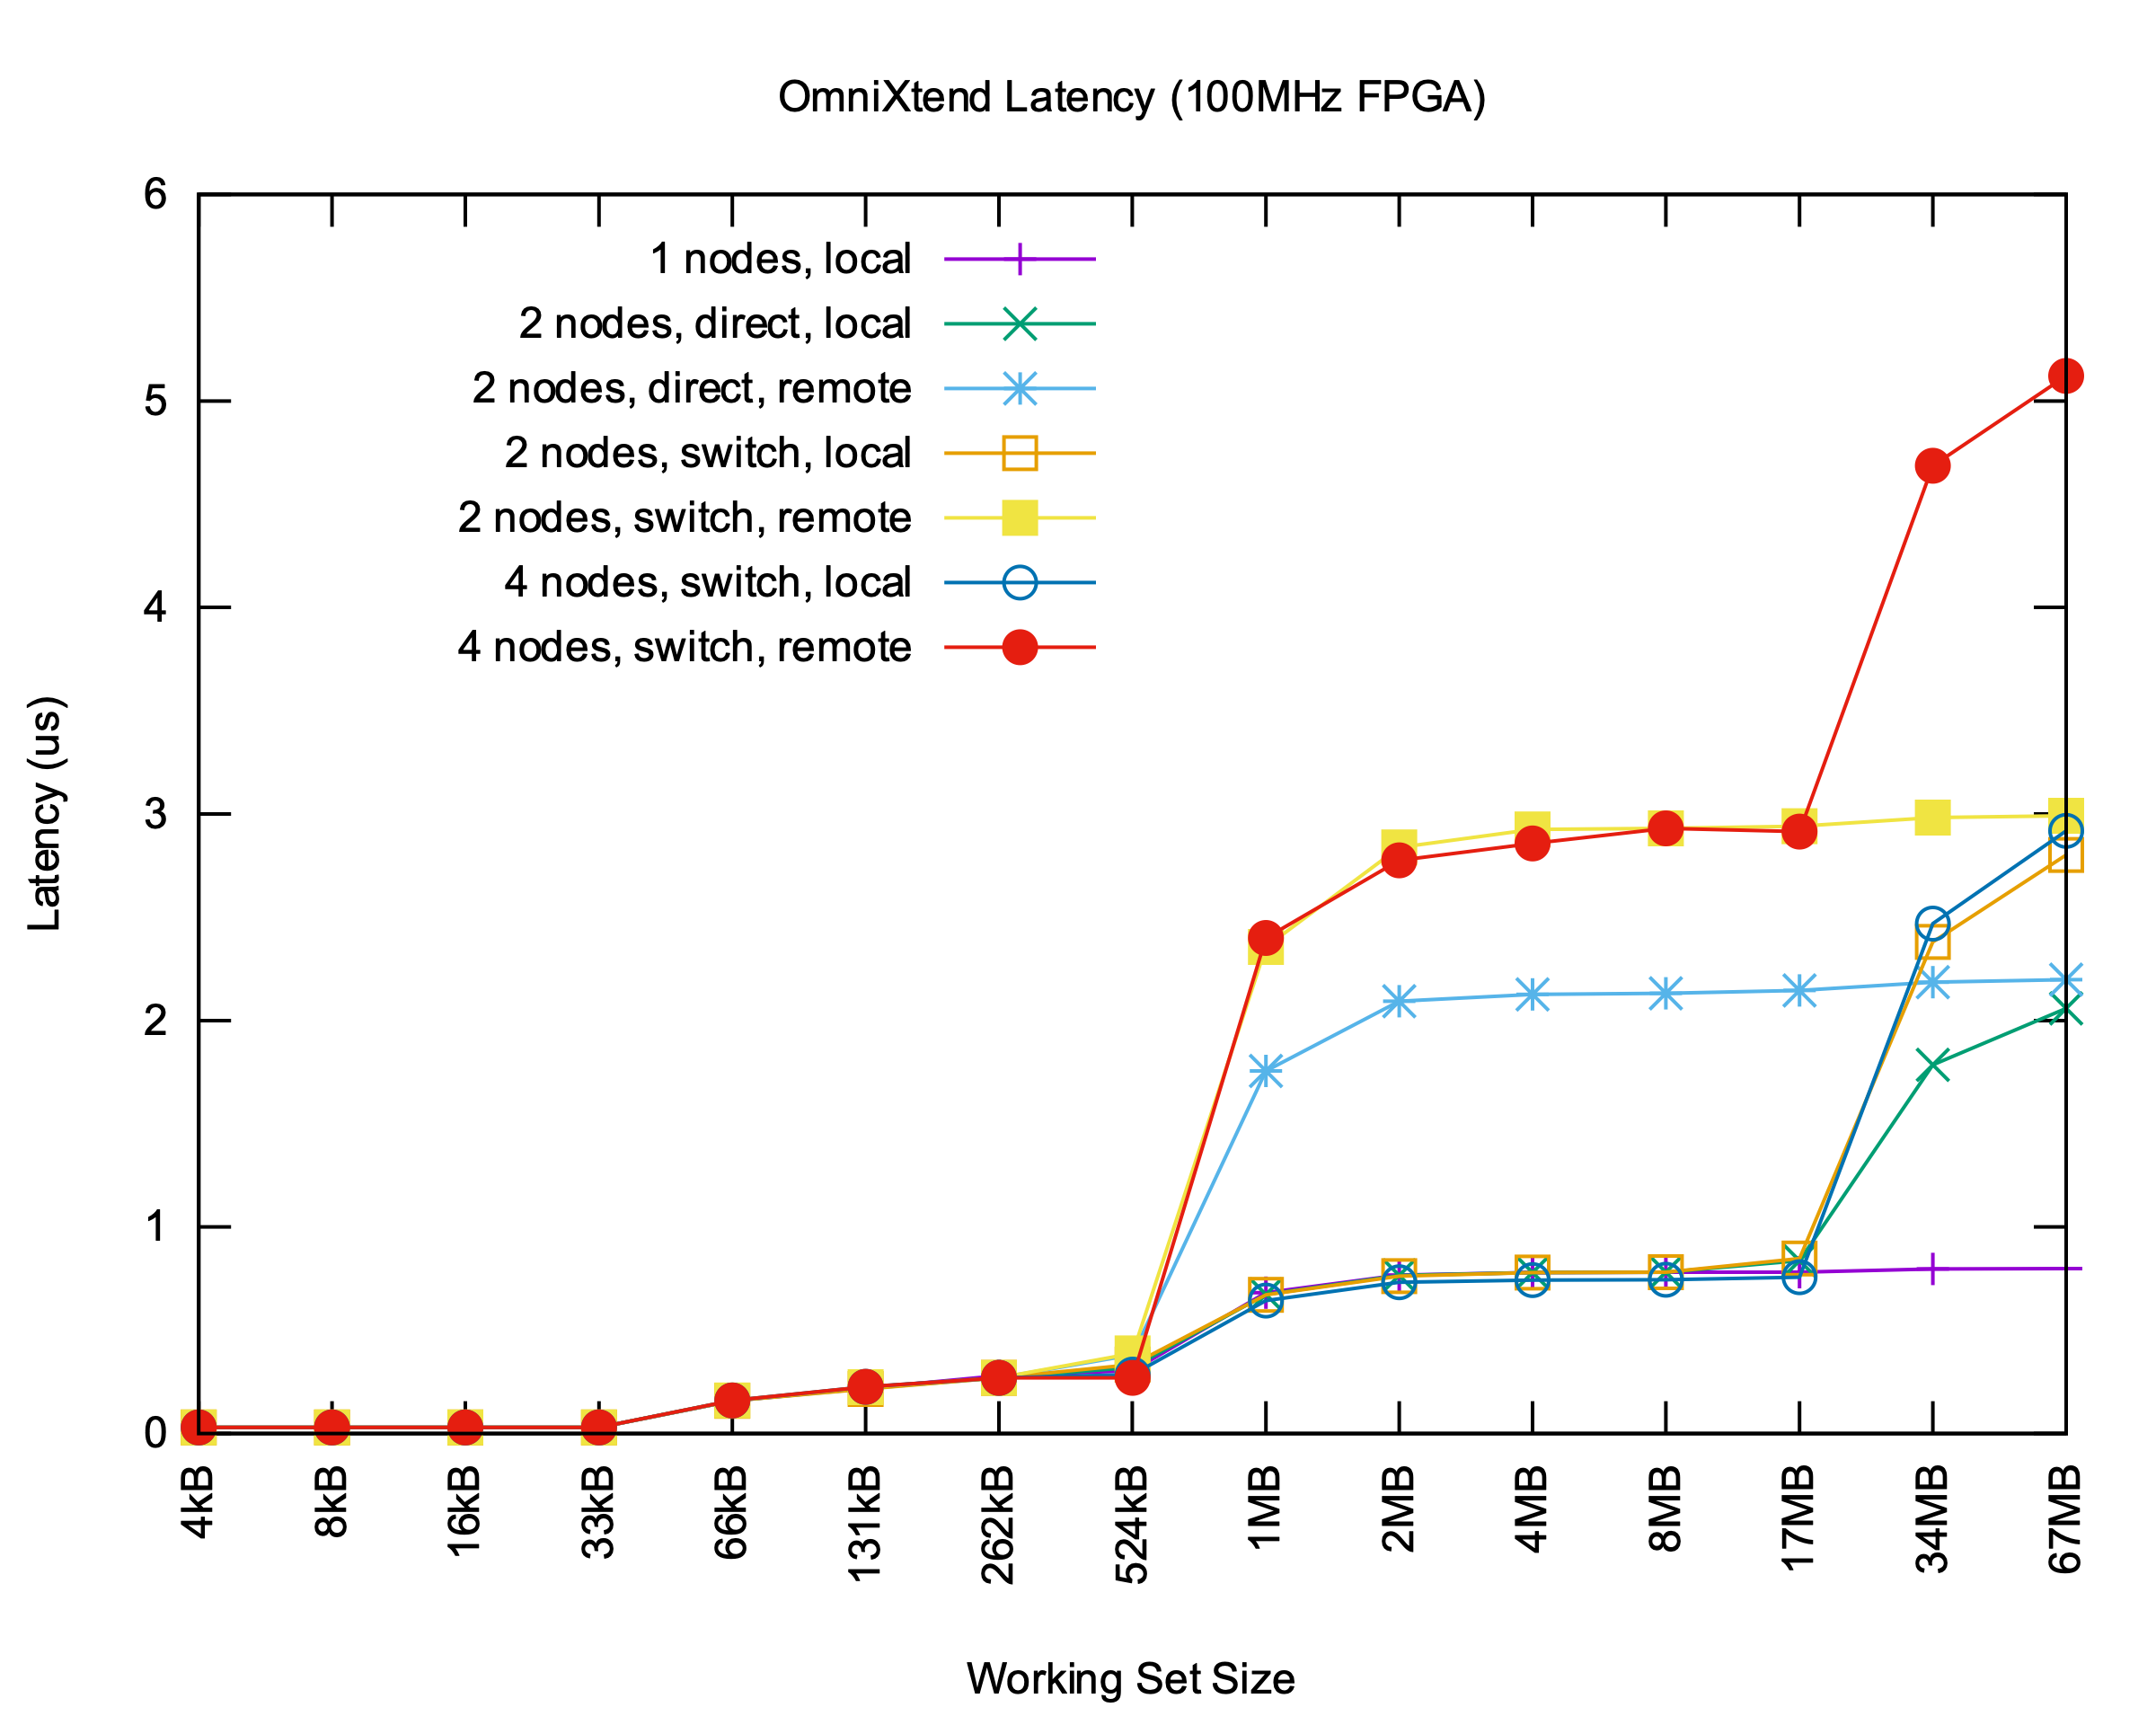 OmniXtend Latency (100MHz FPGA)
6
5
4
3
2
1
0
Latency (us)
1 nodes, local
2 nodes, direct, local
2 nodes, direct, remote
2 nodes, switch, local
2 nodes, switch, remote
4 nodes, switch, local
4 nodes, switch, remote
4kB
8kB
16kB
33kB
66kB
131kB
262kB
524kB
1MB
2MB
4MB
8MB
17MB
34MB
67MB
Working Set Size